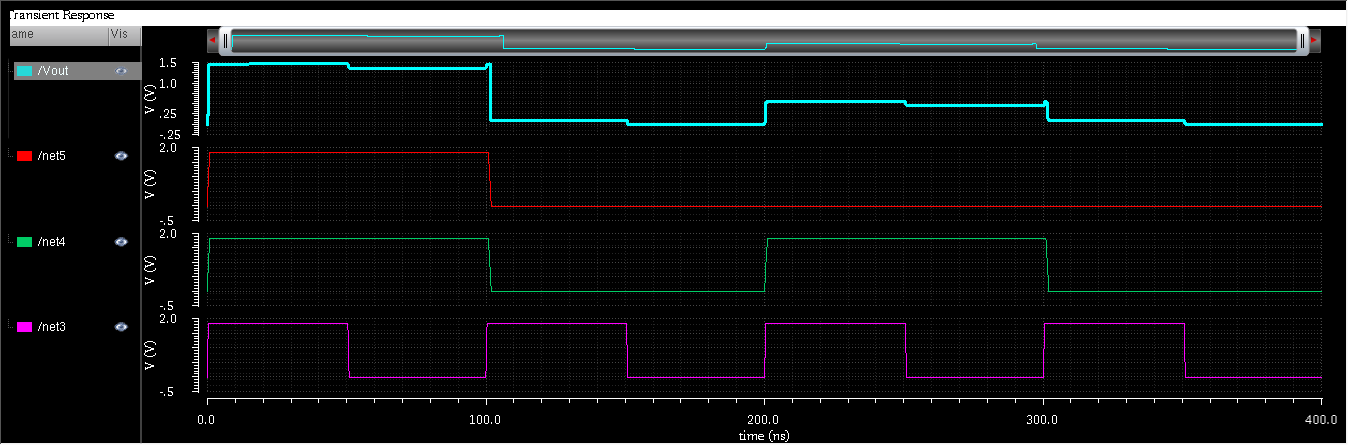 Transient Response
ame Vis
/Vout
/net5
/net4
/net3
V (V)
1.5
1.0
.25
-.25
V (V)
2.0
-.5
V (V)
2.0
-.5
V (V)
2.0
-.5
0.0 100.0 200.0 300.0 400.0
time (ns)